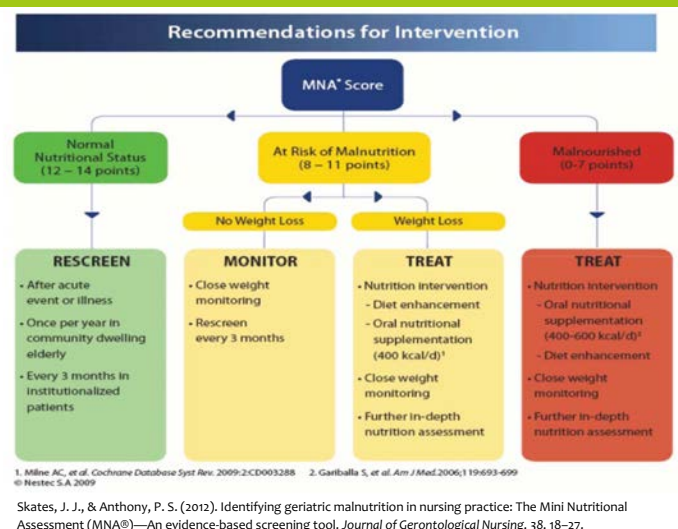 Recommendations for Intervention
MNA® Score
Normal
Nutritional Status
(12 – 14 points)
At Risk of Malnutrition
(8 – 11 points)
Malnourished
(0-7 points)
No Weight Loss
Weight Loss
RESCREEN
• After acute
event or illness
• Once per year in
community dwelling
elderly
• Every 3 months in
institutionalized
patients
MONITOR
• Close weight
monitoring
• Rescreen
every 3 months
TREAT
• Nutrition intervention
- Diet enhancement
- Oral nutritional
supplementation
(400 kcal/d)¹
• Close weight
monitoring
• Further in-depth
nutrition assessment
TREAT
• Nutrition intervention
- Oral nutritional
supplementation
(400-600 kcal/d)²
- Diet enhancement
• Close weight
monitoring
• Further in-depth
nutrition assessment
1. Milne AC, et al. Cochrane Database Syst Rev. 2009:2:CD003288 2. Gariballa S, et al. Am J Med.2006;119:693-699
© Nestec S.A 2009
Skates, J. J., & Anthony, P. S. (2012). Identifying geriatric malnutrition in nursing practice: The Mini Nutritional
Assessment (MNA®)—An evidence-based screening tool. Journal of Gerontological Nursing, 38, 18–27.